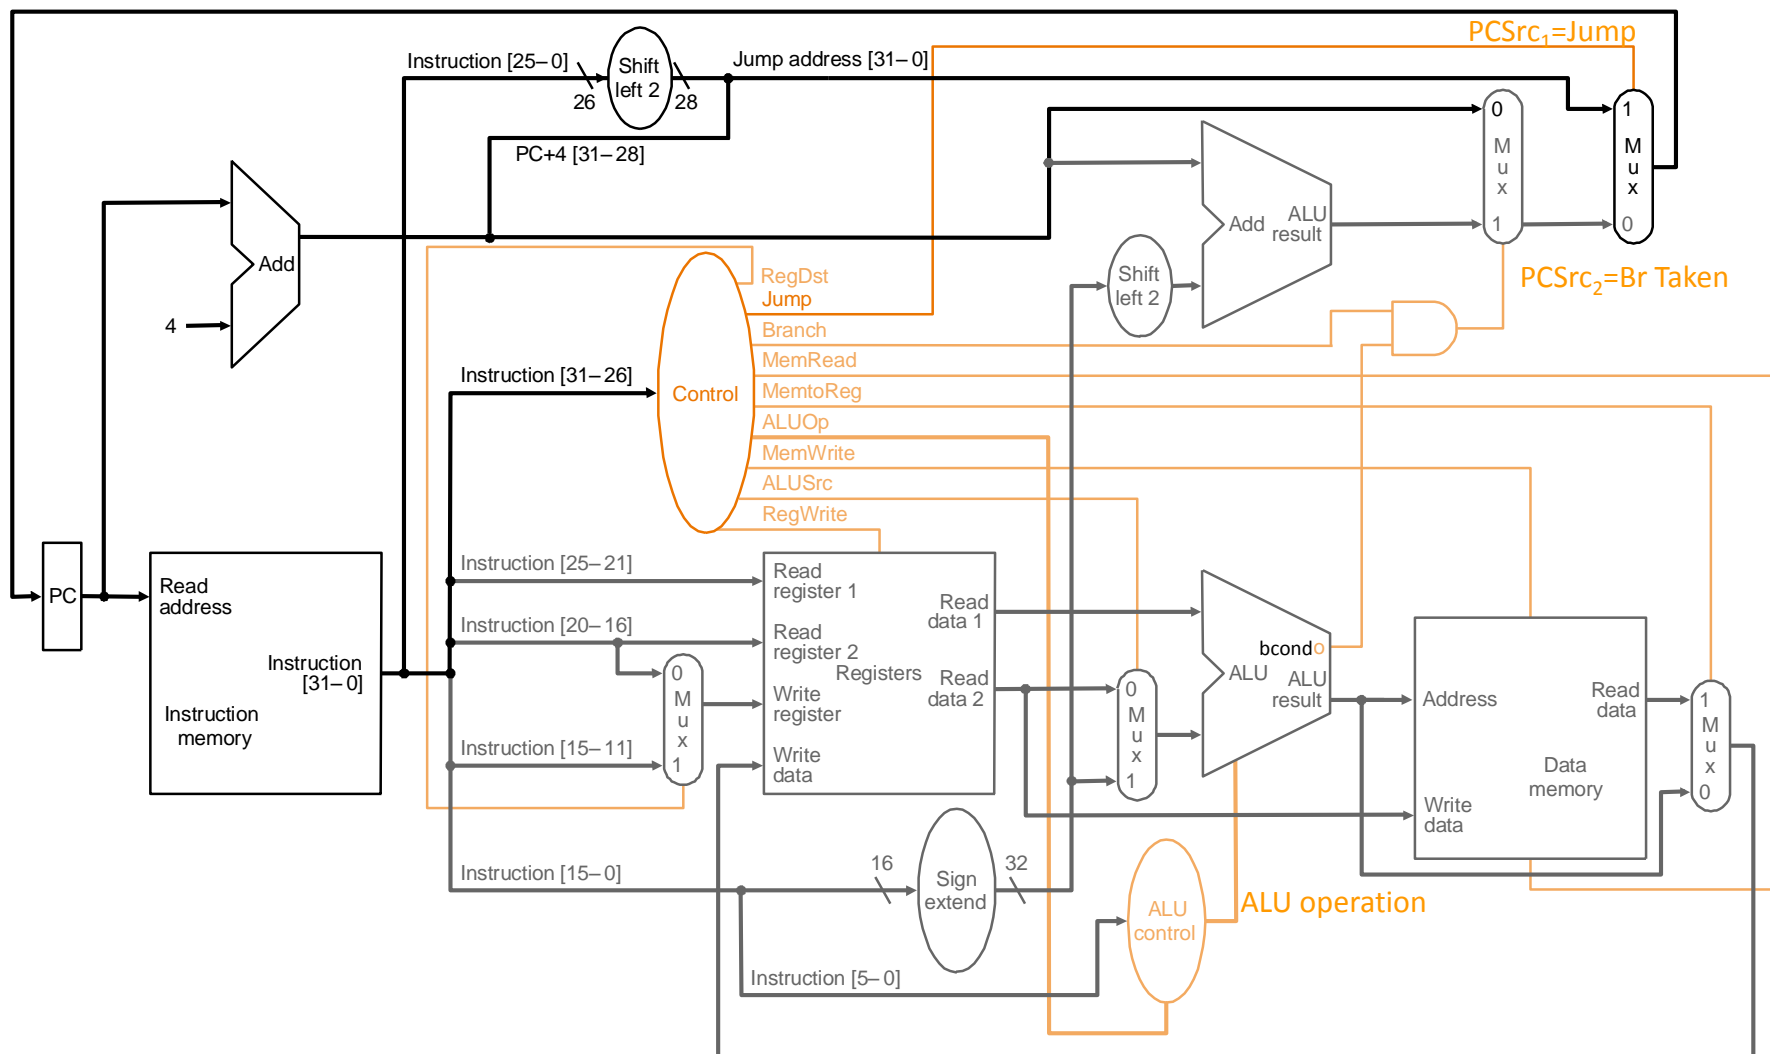 PCSrc1=Jump
Instruction [25–0]
Shift
left 2
Jump address [31–0]
26
28
PC+4 [31–28]
0
M
u
x
1
1
M
u
x
0
Add
4
Add
ALU
result
Shift
left 2
PCSrc2=Br Taken
RegDst
Jump
Branch
MemRead
MemtoReg
ALUOp
MemWrite
ALUSrc
RegWrite
Instruction [31–26]
Control
PC
Read
address
Instruction
[31–0]
Instruction
memory
Instruction [25–21]
Instruction [20–16]
Instruction [15–11]
0
M
u
x
1
Read
register 1
Read
register 2
Write
register
Write
data
Registers
Read
data 1
Read
data 2
0
M
u
x
1
bcond
ALU
ALU
result
Address
Write
data
Read
data
Data
memory
1
M
u
x
0
Instruction [15–0]
16
Sign
extend
32
ALU
control
ALU operation
Instruction [5–0]